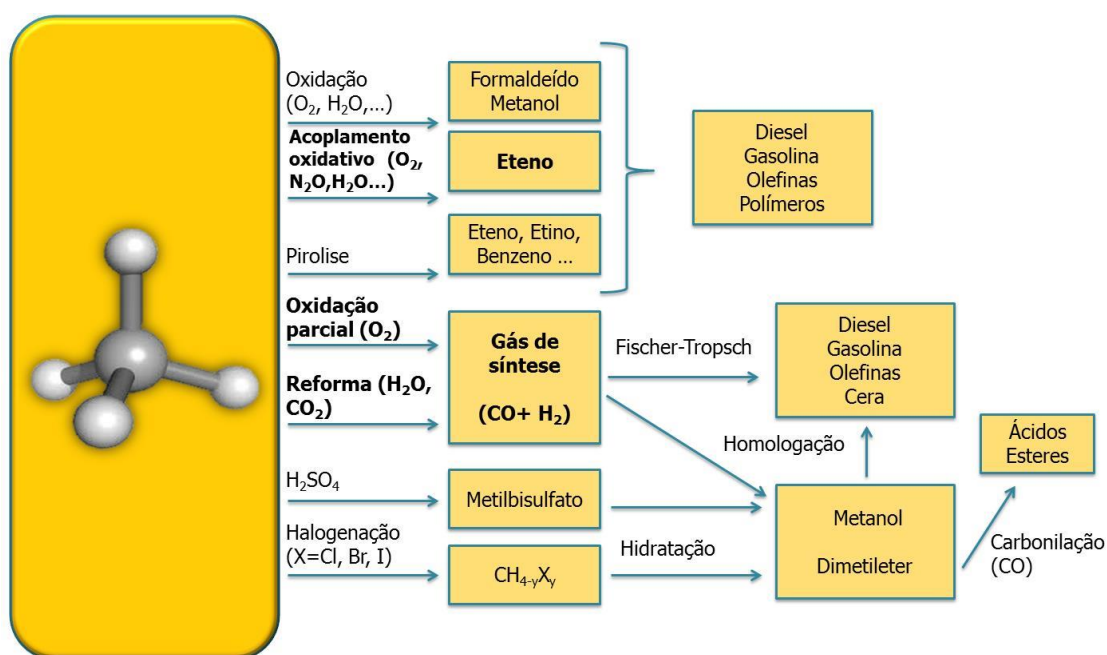 Oxidação
(O₂, H₂O,...)
Formaldeído
Metanol
Acoplamento
oxidativo (O₂,
N₂O,H₂O...)
Eteno
Diesel
Gasolina
Olefinas
Polímeros
Pirolise
Eteno, Etino,
Benzeno ...
Oxidação
parcial (O₂)
Reforma (H₂O,
CO₂)
Gás de
síntese
(CO+ H₂)
Fischer-Tropsch
Diesel
Gasolina
Olefinas
Cera
Homologação
Ácidos
Esteres
H₂SO₄
Metilbisulfato
Metanol
Dimetileter
Carbonilação
(CO)
Halogenação
(X=Cl, Br, I)
CH₄₋yXy
Hidratação